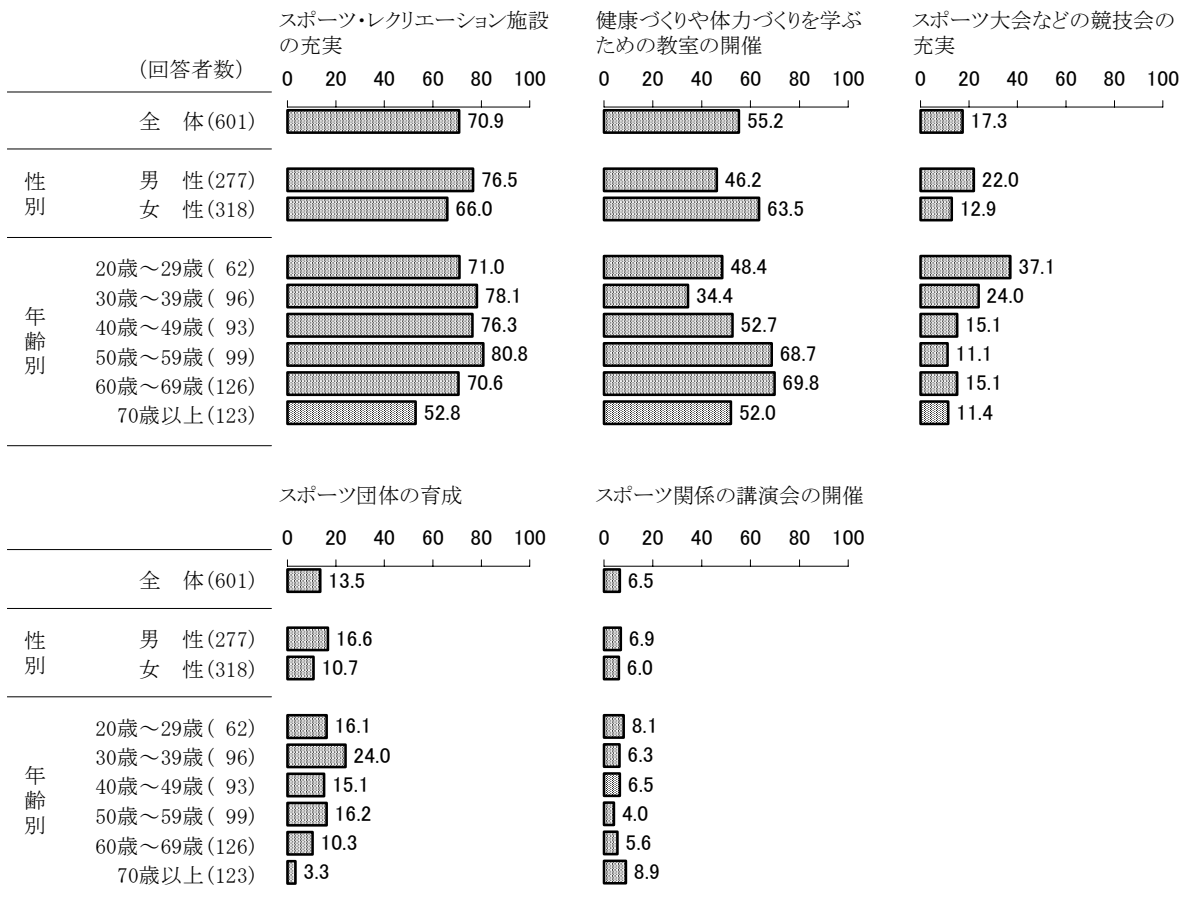 スポーツ・レクリエーション施設
の充実
健康づくりや体力づくりを学ぶ
ための教室の開催
スポーツ大会などの競技会の
充実
(回答者数)
0 20 40 60 80 100
0 20 40 60 80 100
0 20 40 60 80 100
全 体(601) 70.9 55.2 17.3
性別
男 性(277) 76.5 46.2 22.0
女 性(318) 66.0 63.5 12.9
年齢別
20歳～29歳( 62) 71.0 48.4 37.1
30歳～39歳( 96) 78.1 34.4 24.0
40歳～49歳( 93) 76.3 52.7 15.1
50歳～59歳( 99) 80.8 68.7 11.1
60歳～69歳(126) 70.6 69.8 15.1
70歳以上(123) 52.8 52.0 11.4
スポーツ団体の育成
スポーツ関係の講演会の開催
0 20 40 60 80 100
0 20 40 60 80 100
全 体(601) 13.5 6.5
性別
男 性(277) 16.6 6.9
女 性(318) 10.7 6.0
年齢別
20歳～29歳( 62) 16.1 8.1
30歳～39歳( 96) 24.0 6.3
40歳～49歳( 93) 15.1 6.5
50歳～59歳( 99) 16.2 4.0
60歳～69歳(126) 10.3 5.6
70歳以上(123) 3.3 8.9